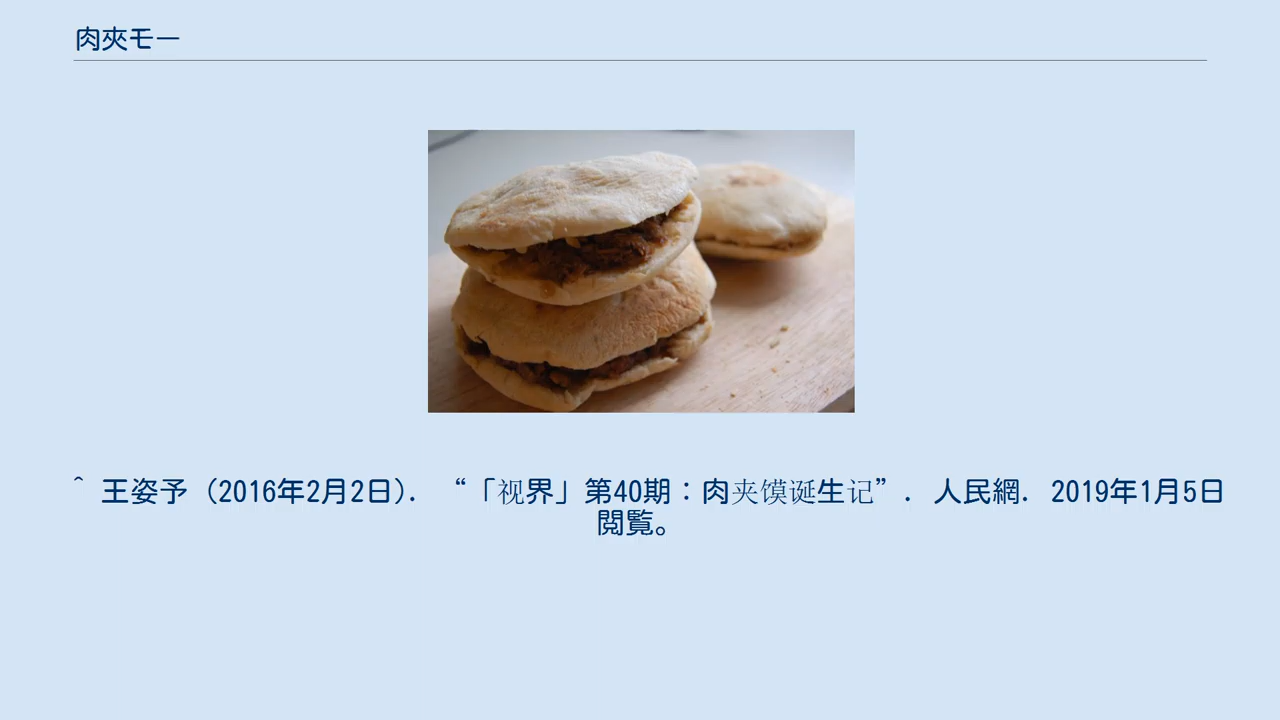 肉夾モー
^ 王姿予（2016年2月2日）. “「视界」第40期：肉夹馍诞生记”. 人民網. 2019年1月5日
閲覧。